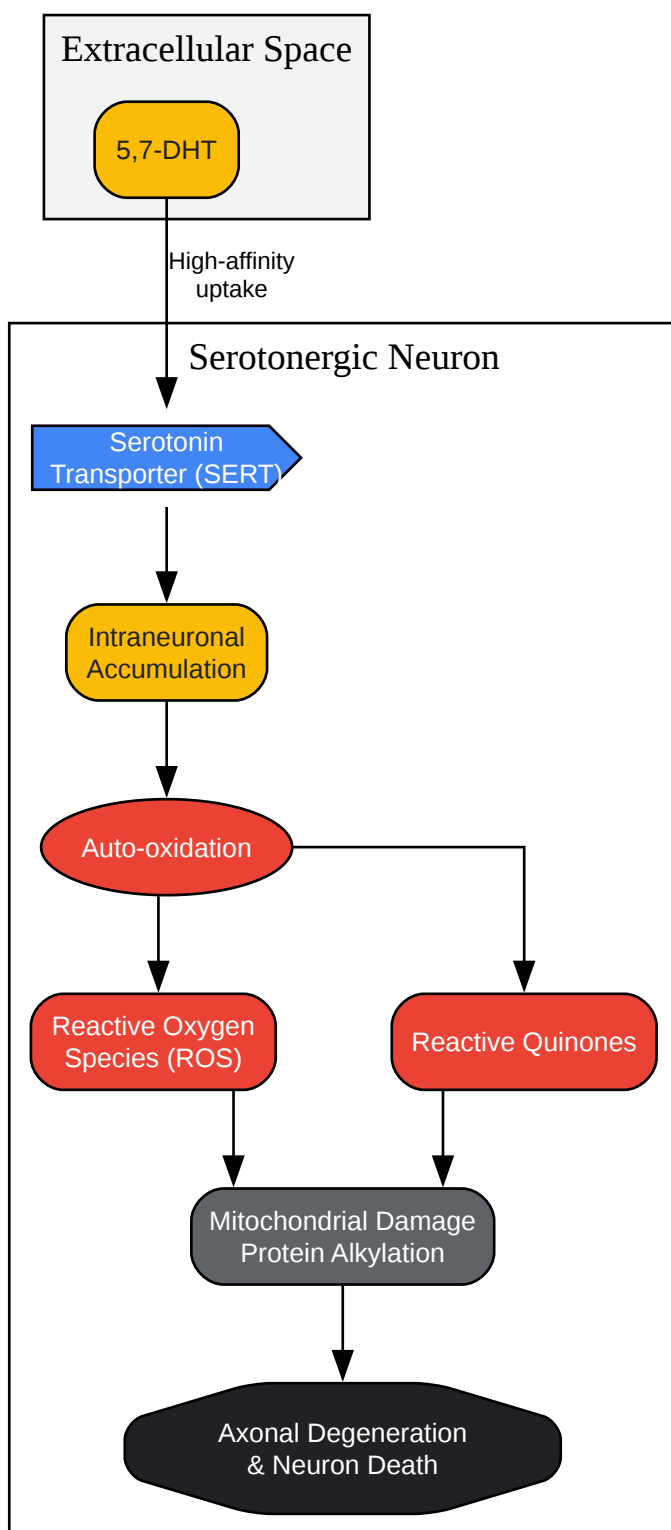 Extracellular Space
5,7-DHT
High-affinity
uptake
Serotonergic Neuron
Serotonin
Transporter (SERT)
Intraneuronal
Accumulation
Auto-oxidation
Reactive Oxygen
Species (ROS)
Reactive Quinones
Mitochondrial Damage
Protein Alkylation
Axonal Degeneration
& Neuron Death